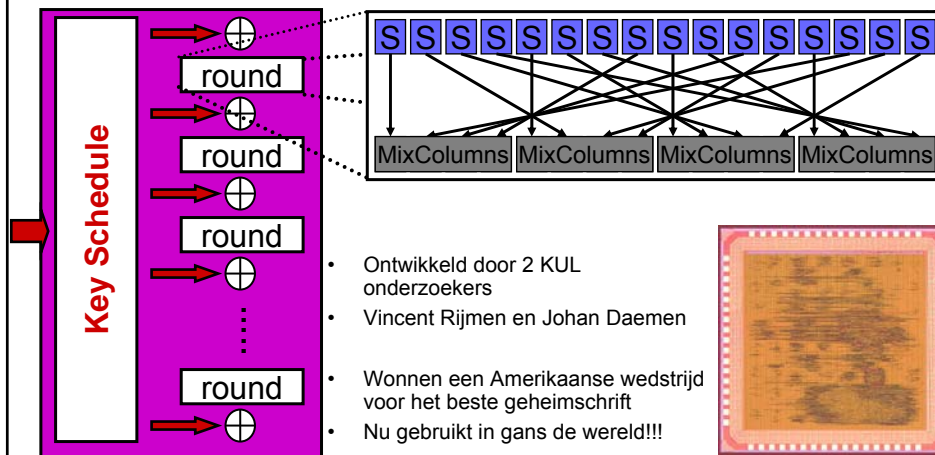 S S S S S S S S S S S S S S S S
round
MixColumns MixColumns MixColumns MixColumns
round
round
Key Schedule
• Ontwikkeld door 2 KUL
onderzoekers
• Vincent Rijmen en Johan Daemen
round
• Wonnen een Amerikaanse wedstrijd
voor het beste geheimschrift
• Nu gebruikt in gans de wereld!!!